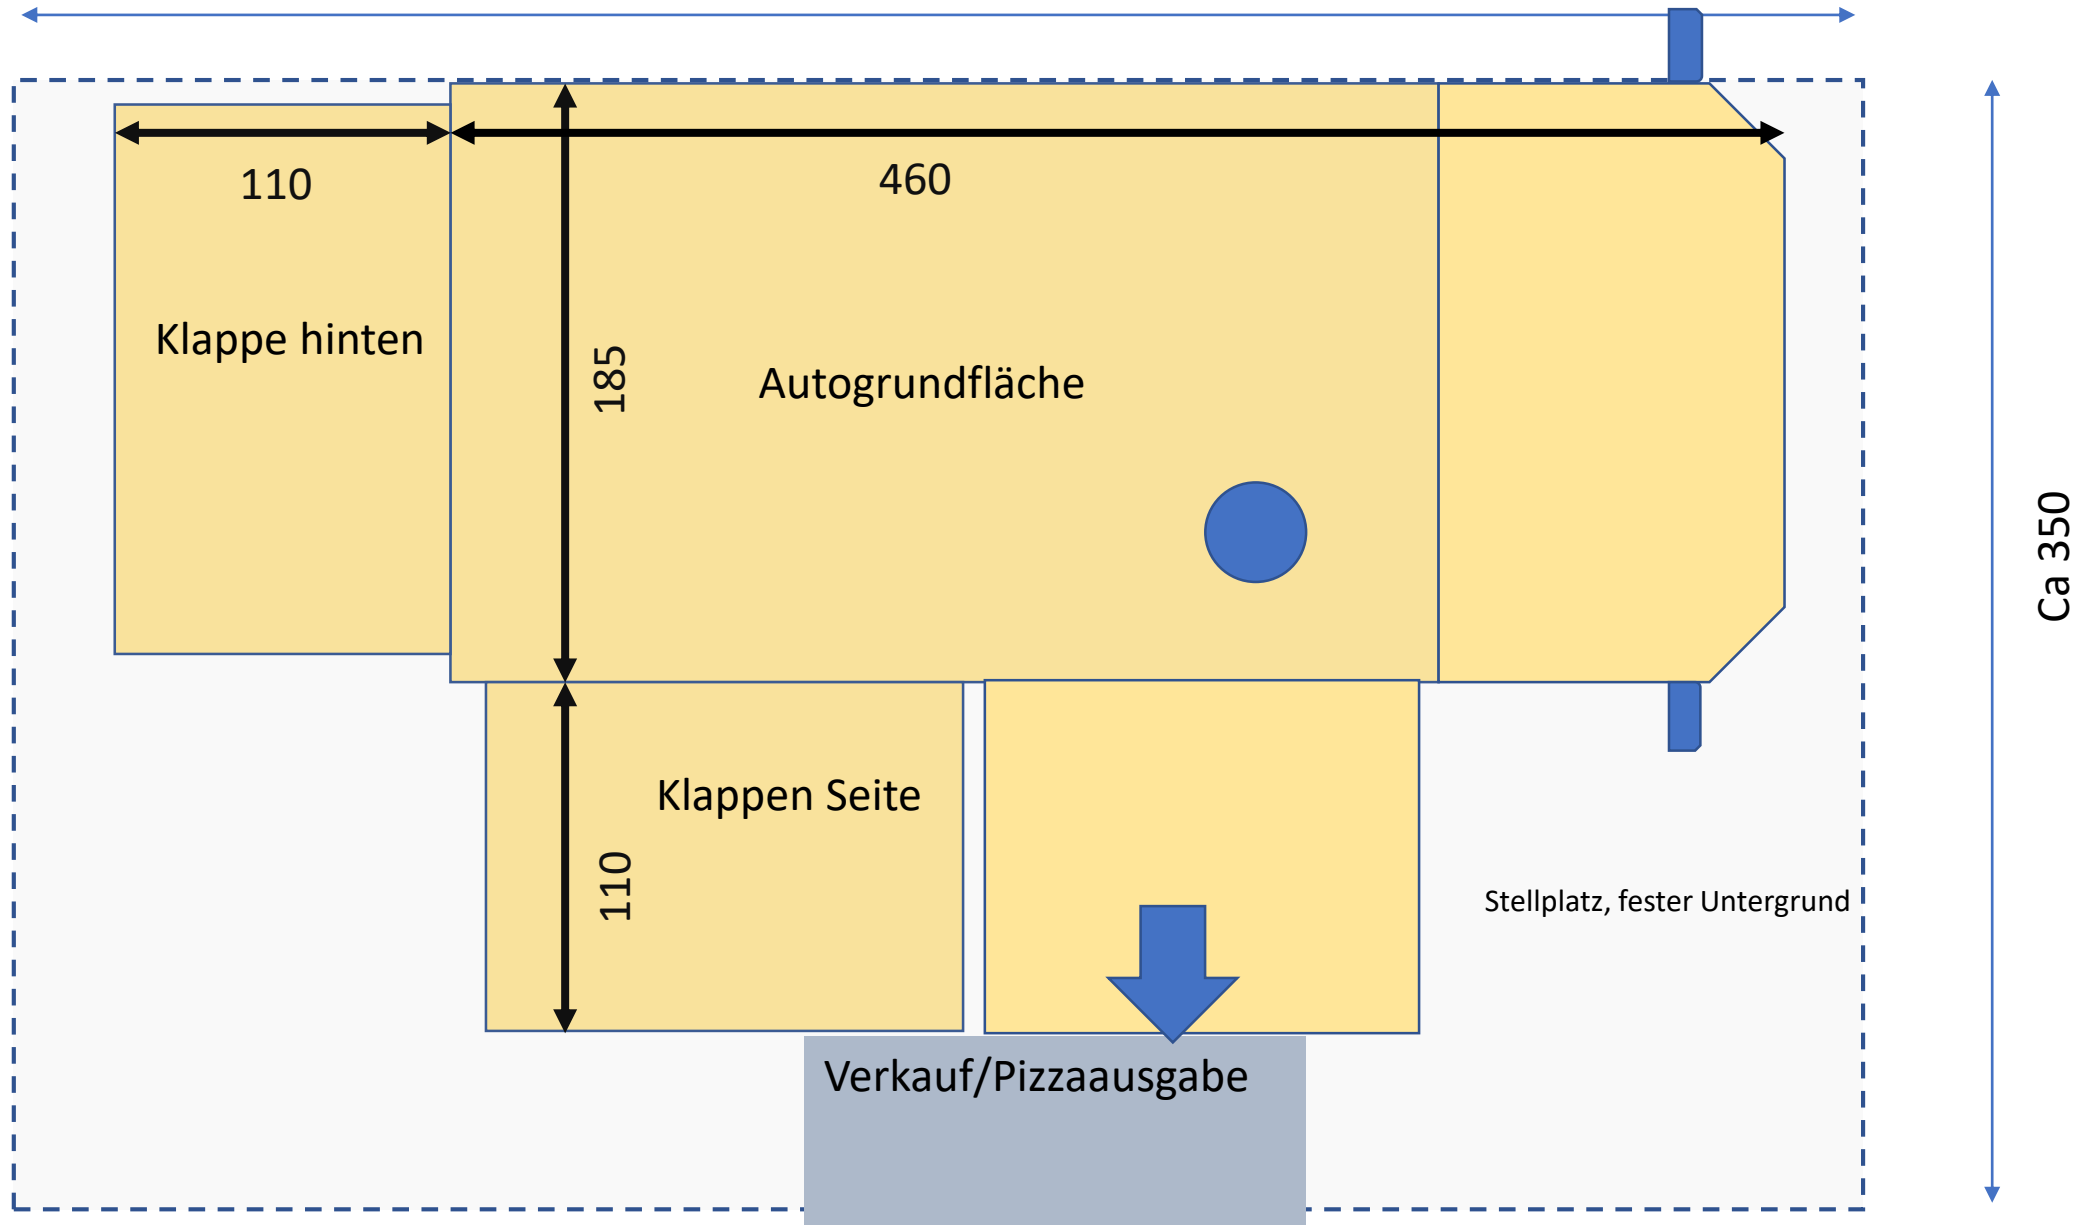 110
460
Klappe hinten
185
Autogrundfläche
Ca 350
Klappen Seite
110
Stellplatz, fester Untergrund
Verkauf/Pizzaausgabe